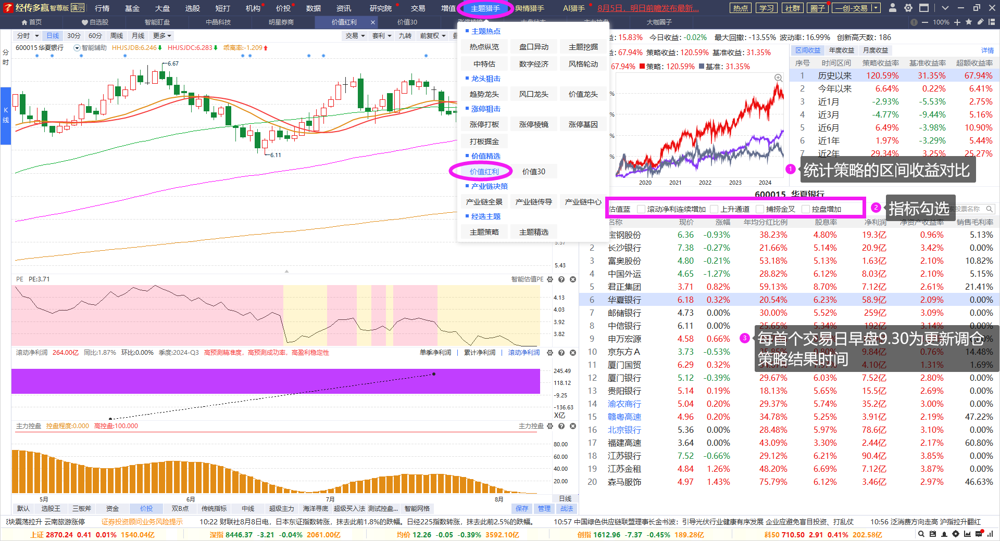 经传多赢 智尊版 演示 行情 基金 大盘 选股 短打 机构 价投 数据 资讯 研究院 交易 增值 主题猎手 舆情猎手 AI猎手 8月5日，明日前瞻发布最新... 热点 学习 社群 圈子 一创-交易
首页 自选股 智能盯盘 中晶科技 明星券商 价值红利 × 价值30 大咖圈子 100%
分时 日线 30分 60分 周线 月线 更多 交易 套利 九转 前复权
600015 华夏银行 智能辅助 HHJSJDB:6.246 HHJSJDC:6.283 乖离率:-1.209
分时
K线
6.67
6.11
5.43
主题热点
热点纵览 盘口异动 主题挖掘
中特估 数字经济 风格轮动
龙头狙击
趋势龙头 风口龙头 价值龙头
涨停狙击
涨停打板 涨停棱镜 涨停基因
打板掘金
价值精选
价值红利 价值30
产业链决策
产业链全景 产业链传导 产业链中心
经选主题
主题策略 主题精选
益: 15.83% 今日收益: -0.02% 最大回撤: -13.55% 波动率: 16.99% 创新高天数: 186
益: 67.94% 策略收益: 120.59% 基准收益: 31.35%
67.94% 策略: 120.59% 基准: 31.35%
%
%
%
%
2020 2021 2022 2023 2024
区间收益 年度收益 月度收益 详情
序号 时间区间 策略收益率 基准收益率 超额收益率
1 历史以来 120.59% 31.35% 67.94%
2 今年以来 6.64% 0.22% 6.41%
3 近1月 -2.93% -5.53% 2.75%
4 近3月 -4.77% -9.44% 5.16%
5 近6月 6.49% -3.98% 10.90%
6 近1年 1.97% -3.29% 5.44%
7 近2年 29.34% 3.25% 25.27%
1 统计策略的区间收益对比
600015 华夏银行
估值蓝 滚动净利连续增加 上升通道 捕捞金叉 控盘增加
2 指标勾选
股票名称
名称 现价 涨幅 年均分红比例 股息率 净利润 净资产收益率 销售毛利率
宝钢股份 6.36 -0.93% 38.23% 4.80% 19.3亿 0.96% 5.13%
2 长沙银行 7.38 -0.27% 21.66% 5.14% 20.9亿 3.42% 0.00%
3 富奥股份 4.80 -0.21% 53.18% 5.13% 1.63亿 2.10% 10.82%
4 中国外运 4.65 -1.27% 28.82% 6.12% 8.03亿 2.10% 5.15%
5 君正集团 3.71 0.82% 59.13% 8.70% 7.12亿 2.61% 21.41%
6 华夏银行 6.18 0.32% 20.54% 6.23% 58.9亿 2.09% 0.00%
7 邮储银行 4.73 0.00% 30.00% 5.52% 259亿 3.09% 0.00%
8 中信银行 6.11 0.00% 25.65% 5.34% 192亿 3.14% 0.00%
9 申万宏源 4.58 0.66%
10 京东方Ａ 3.73 -0.53% 0.80% 9.84亿 0.76% 14.48%
11 厦门国贸 6.29 0.32% 4.10亿 1.31% 1.69%
3 每首个交易日早盘9.30为更新调仓
策略结果时间
12 厦门银行 5.12 -0.39% 29.67% 6.03% 7.52亿 2.80% 0.00%
13 贵阳银行 5.14 0.19% 18.13% 5.65% 15.5亿 2.69% 0.00%
14 渝农商行 5.04 0.20% 29.37% 5.74% 35.2亿 3.00% 0.00%
15 赣粤高速 4.96 0.20% 34.78% 5.25% 3.91亿 2.19% 47.22%
16 北京银行 5.36 0.00% 28.48% 5.97% 78.6亿 3.10% 0.00%
17 福建高速 3.64 0.00% 43.09% 3.30% 2.44亿 2.17% 60.80%
18 江苏银行 7.52 -0.66% 29.12% 6.21% 90.4亿 3.85% 0.00%
19 江苏金租 4.84 1.26% 48.20% 6.69% 7.12亿 3.87% 0.00%
20 森马服饰 4.97 1.43% 75.79% 6.12% 3.46亿 2.97% 46.63%
PE PE:3.71 智能估值PE
4.13
4.03
3.92
3.82
滚动净利润 264.00亿 同比:1.87% 环比:0.00% 季度:2024-Q3 高预测精准度，高预测成功率，高盈利稳定性 单季净利润 | 累计净利润 | 滚动净利润
245.49
118.12
-9.25
-136.63
X亿
主力控盘 控盘程度:0.000 高控盘:100.000 主力控盘
80.00
60.00
40.00
20.00
5月 6月 7月 8月 日线
默认 选股王 三板斧 资金 价投 双B点 传统指标 中线 超级主力 海洋寻底 超级买入法 测试控盘... 智能网格 保存 管理 战法
块震荡拉升 云南旅游涨停 证券投资顾问业务风险提示 10:22 财联社8月8日电，日本东证指数转涨，抹去此前1.8%的跌幅。日经225指数转涨，抹去此前2.5%的跌幅。 10:57 中国绿色供应链联盟理事长金书波：引导光伏行业健康有序发展 企业应避免盲目投资、打乱仗 10:56 泛消费方向走高 沪指拉升翻红
上证 2870.24 0.41 0.01% 1540.04亿 深指 8446.37 -3.21 -0.04% 2061.00亿 均价 12.26 -0.05 -0.39% 3592.10亿 创指 1612.96 -7.37 -0.45% 189.28亿 科50 710.50 2.91 0.41% 202.58亿